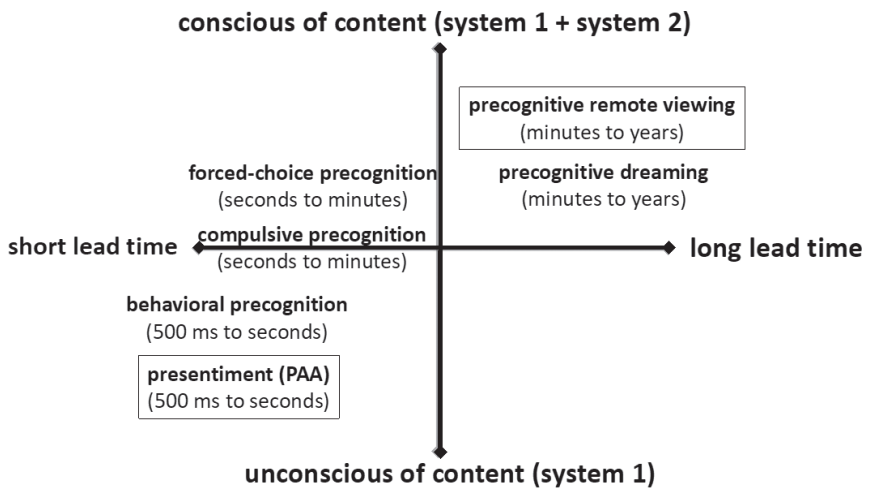 conscious of content (system 1 + system 2)
precognitive remote viewing
(minutes to years)
forced-choice precognition
(seconds to minutes)
precognitive dreaming
(minutes to years)
short lead time
compulsive precognition
(seconds to minutes)
long lead time
behavioral precognition
(500 ms to seconds)
presentiment (PAA)
(500 ms to seconds)
unconscious of content (system 1)